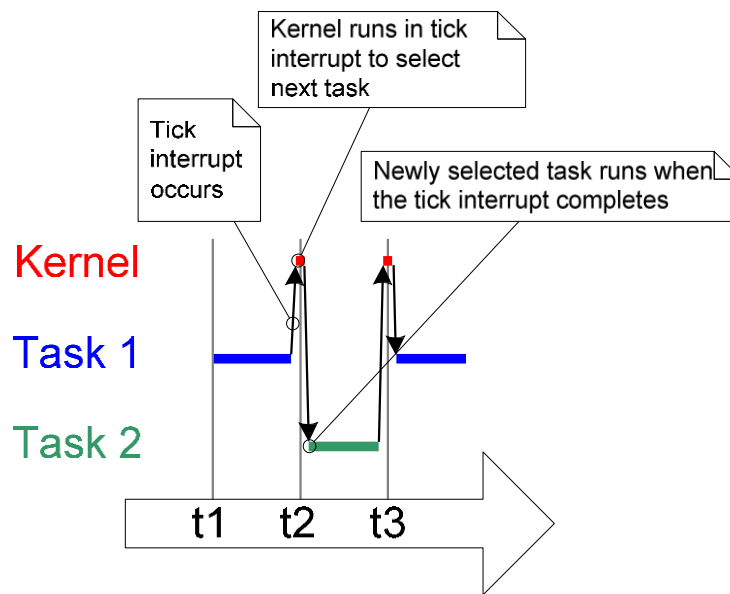 Kernel runs in tick
interrupt to select
next task
Tick
interrupt
occurs
Newly selected task runs when
the tick interrupt completes
Kernel
Task 1
Task 2
t1 t2 t3